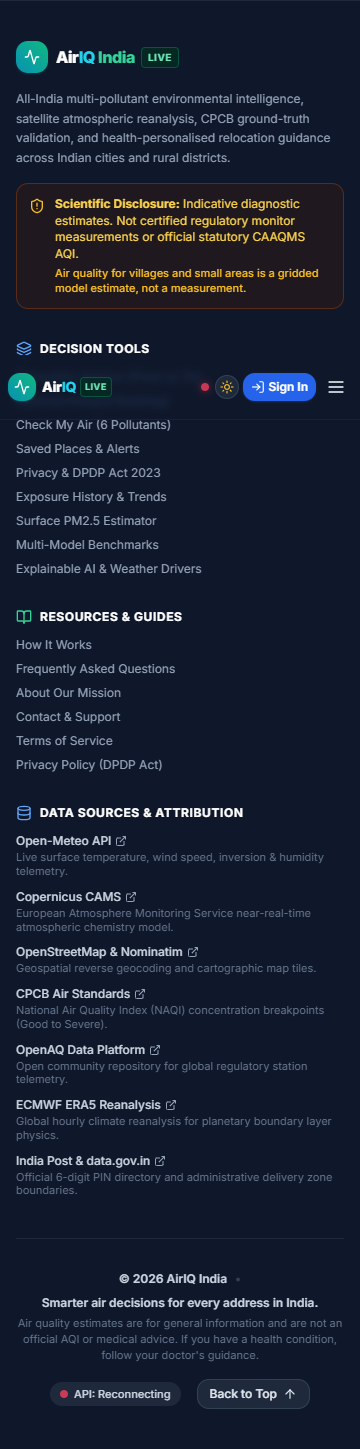 AirIQ India LIVE
All-India multi-pollutant environmental intelligence,
satellite atmospheric reanalysis, CPCB ground-truth
validation, and health-personalised relocation guidance
across Indian cities and rural districts.
Scientific Disclosure: Indicative diagnostic
estimates. Not certified regulatory monitor
measurements or official statutory CAAQMS
AQI.
Air quality for villages and small areas is a gridded
model estimate, not a measurement.
DECISION TOOLS
AirIQ LIVE Sign In
Check My Air (6 Pollutants)
Saved Places & Alerts
Privacy & DPDP Act 2023
Exposure History & Trends
Surface PM2.5 Estimator
Multi-Model Benchmarks
Explainable AI & Weather Drivers
RESOURCES & GUIDES
How It Works
Frequently Asked Questions
About Our Mission
Contact & Support
Terms of Service
Privacy Policy (DPDP Act)
DATA SOURCES & ATTRIBUTION
Open-Meteo API
Live surface temperature, wind speed, inversion & humidity
telemetry.
Copernicus CAMS
European Atmosphere Monitoring Service near-real-time
atmospheric chemistry model.
OpenStreetMap & Nominatim
Geospatial reverse geocoding and cartographic map tiles.
CPCB Air Standards
National Air Quality Index (NAQI) concentration breakpoints
(Good to Severe).
OpenAQ Data Platform
Open community repository for global regulatory station
telemetry.
ECMWF ERA5 Reanalysis
Global hourly climate reanalysis for planetary boundary layer
physics.
India Post & data.gov.in
Official 6-digit PIN directory and administrative delivery zone
boundaries.
© 2026 AirIQ India •
Smarter air decisions for every address in India.
Air quality estimates are for general information and are not an
official AQI or medical advice. If you have a health condition,
follow your doctor's guidance.
API: Reconnecting Back to Top ↑